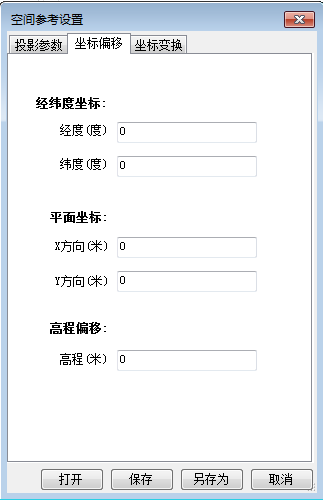 空间参考设置
投影参数 坐标偏移 坐标变换
经纬度坐标:
经度(度) 0
纬度(度) 0
平面坐标:
X方向(米) 0
Y方向(米) 0
高程偏移:
高程(米) 0
打开 保存 另存为 取消